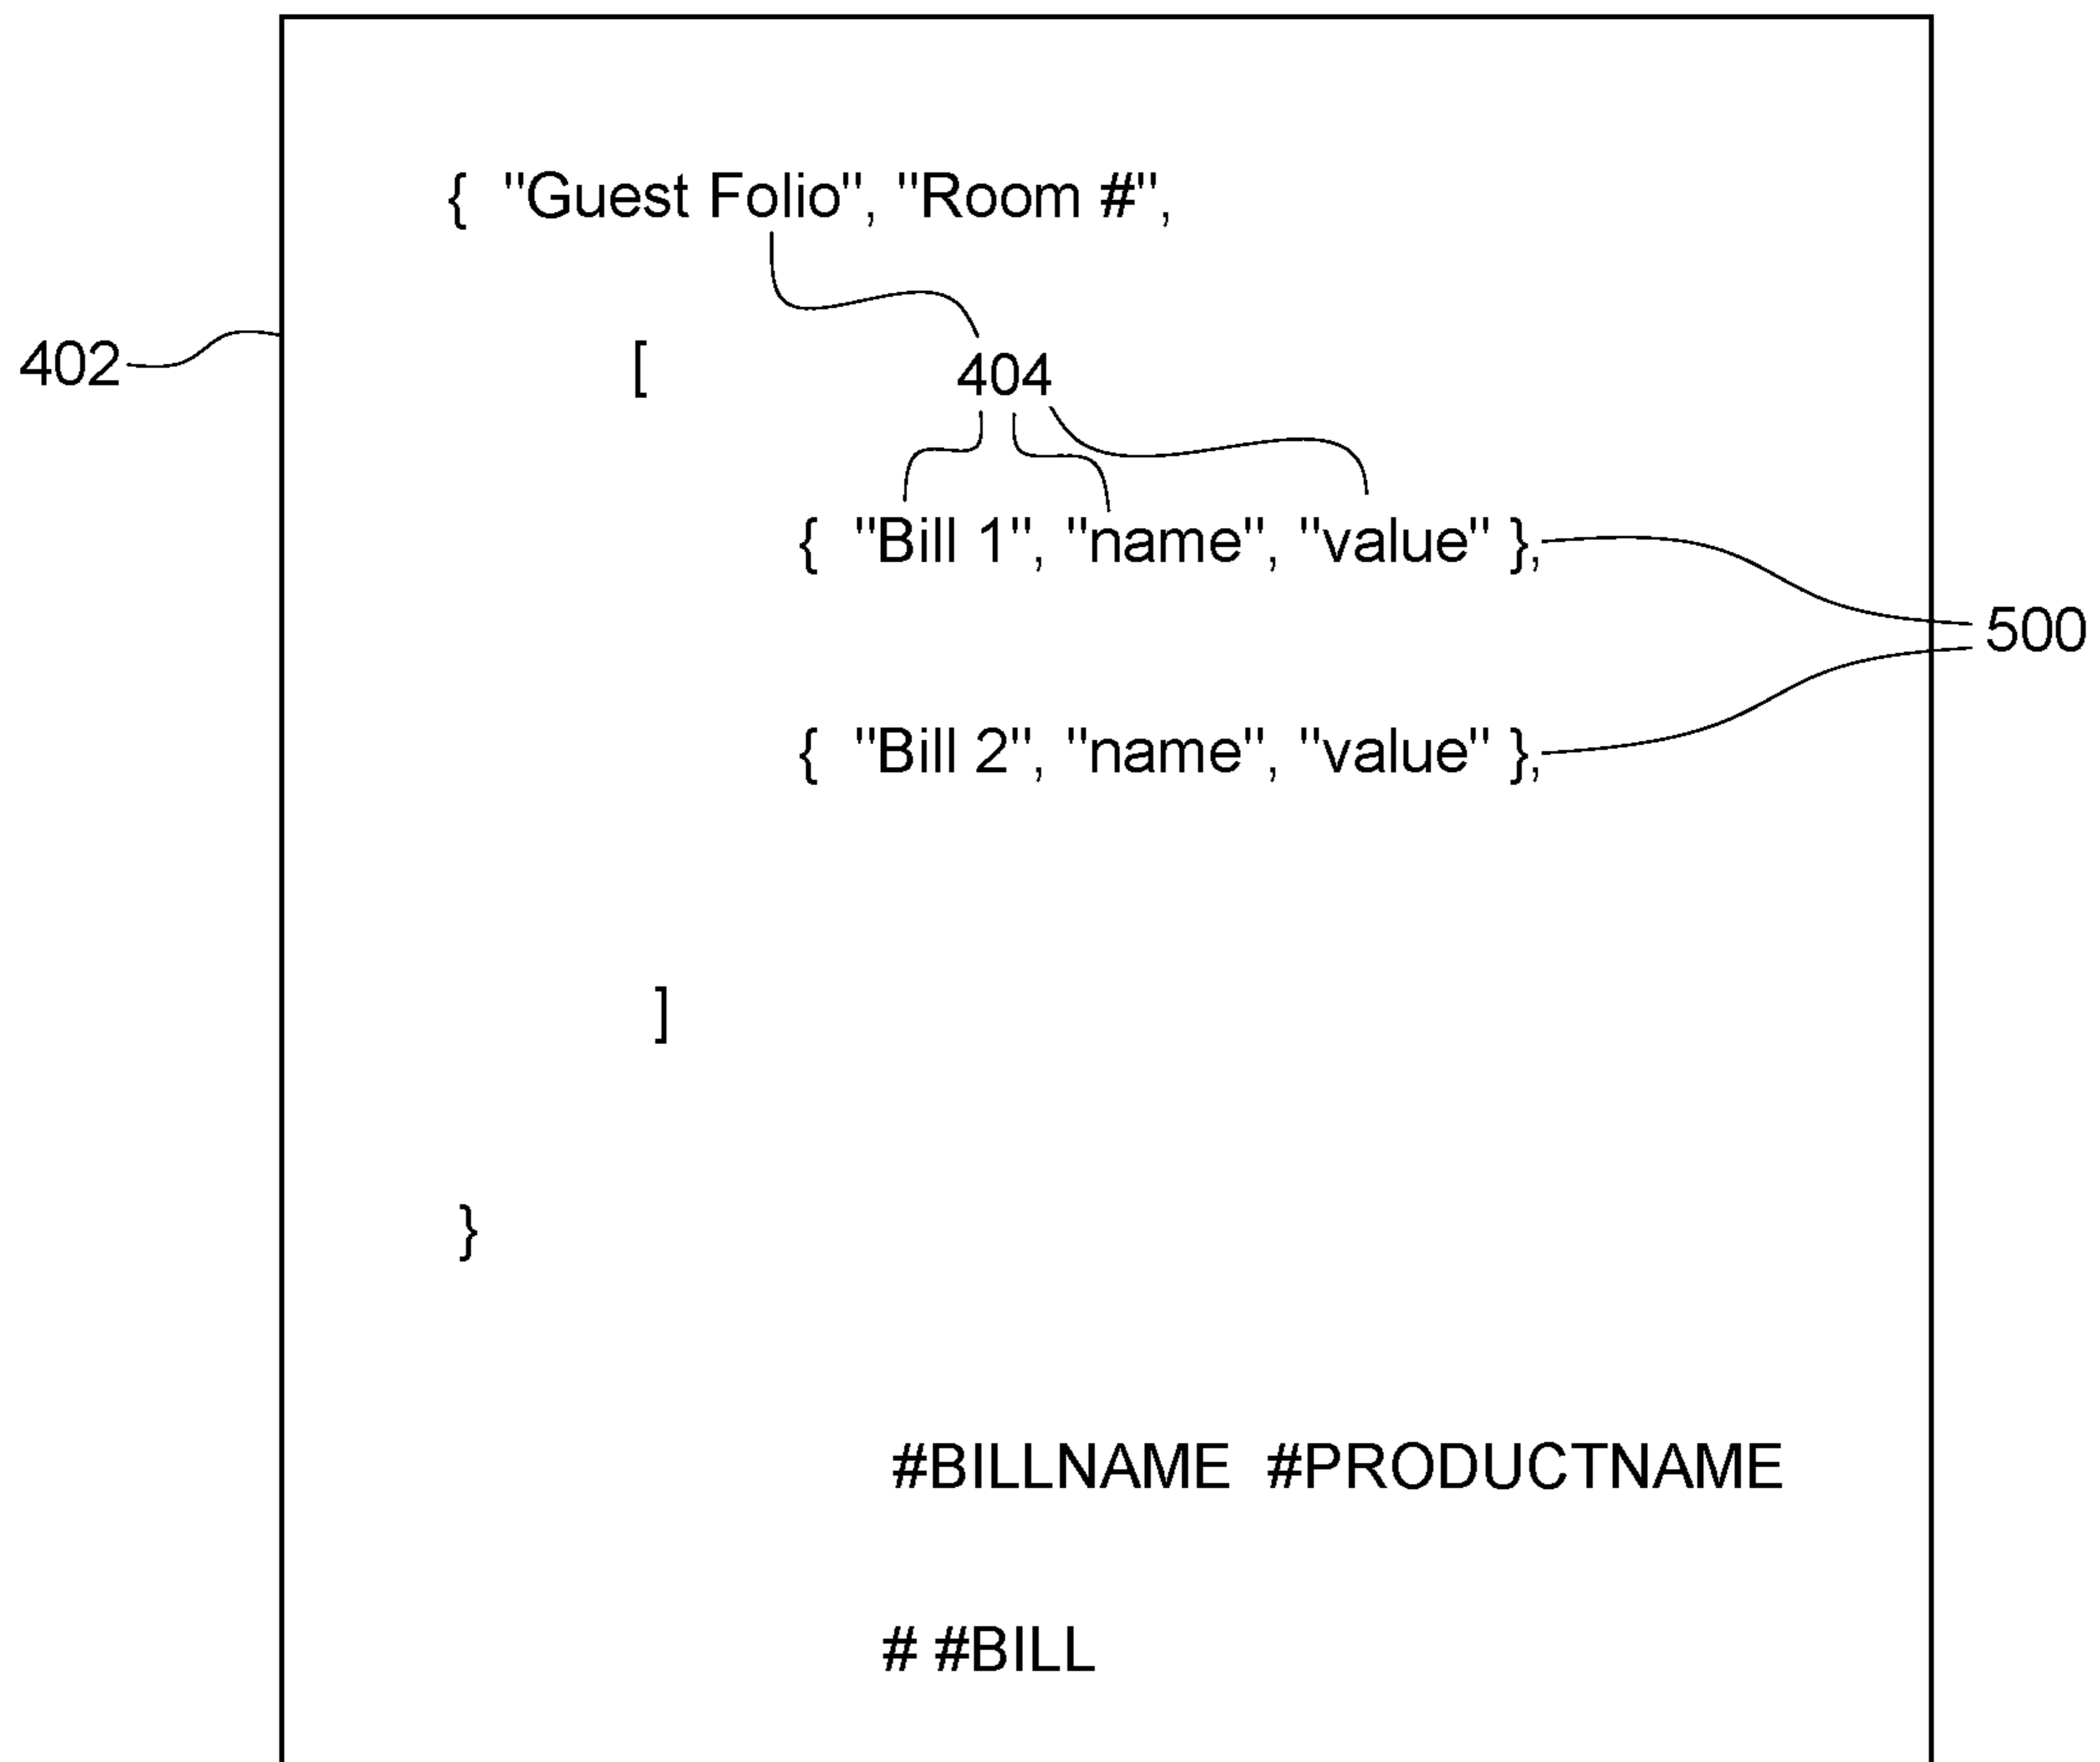 { "Guest Folio", "Room #",
402
[
404
{ "Bill 1", "name", "value" },
500
{ "Bill 2", "name", "value" },
]
}
#BILLNAME #PRODUCTNAME
# #BILL